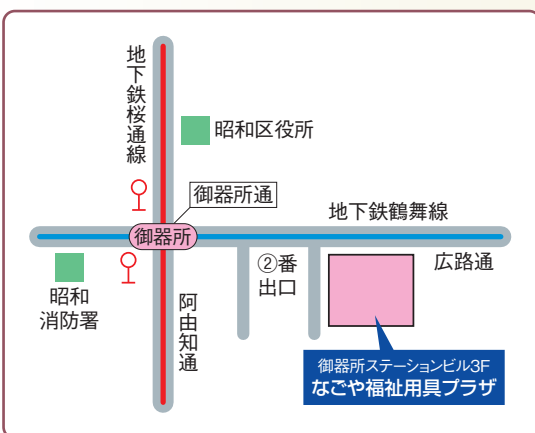 地下鉄桜通線
昭和区役所
御器所通
地下鉄鶴舞線
御器所
広路通
②番
出口
昭和
消防署
阿由知通
御器所ステーションビル3F
なごや福祉用具プラザ